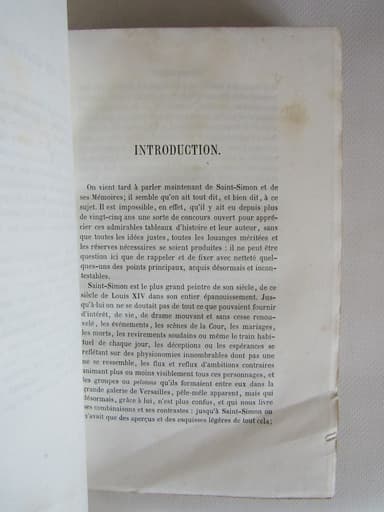 INTRODUCTION.
On vient tard à parler maintenant de Saint-Simon et de
ses Mémoires; il semble qu'on ait tout dit, et bien dit, à ce
sujet. Il est impossible, en effet, qu'il y ait eu depuis plus
de vingt-cinq ans une sorte de concours ouvert pour appré-
cier ces admirables tableaux d'histoire et leur auteur, sans
que toutes les idées justes, toutes les louanges méritées et
les réserves nécessaires se soient produites : il ne peut être
question ici que de rappeler et de fixer avec netteté quel-
ques-uns des points principaux, acquis désormais et incon-
testables.
Saint-Simon est le plus grand peintre de son siècle, de ce
siècle de Louis XIV dans son entier épanouissement. Jus-
qu'à lui on ne se doutait pas de tout ce que pouvaient fournir
d'intérêt, de vie, de drame mouvant et sans cesse renou-
velé, les événements, les scènes de la Cour, les mariages,
les morts, les revirements soudains ou même le train habi-
tuel de chaque jour, les déceptions ou les espérances se
reflétant sur des physionomies innombrables dont pas une
ne se ressemble, les flux et reflux d'ambitions contraires
animant plus ou moins visiblement tous ces personnages, et
les groupes ou pelotons qu'ils formaient entre eux dans la
grande galerie de Versailles, pêle-mêle apparent, mais qui
désormais, grâce à lui, n'est plus confus, et qui nous livre
ses combinaisons et ses contrastes : jusqu'à Saint-Simon on
n'avait que des aperçus et des esquisses légères de tout cela;